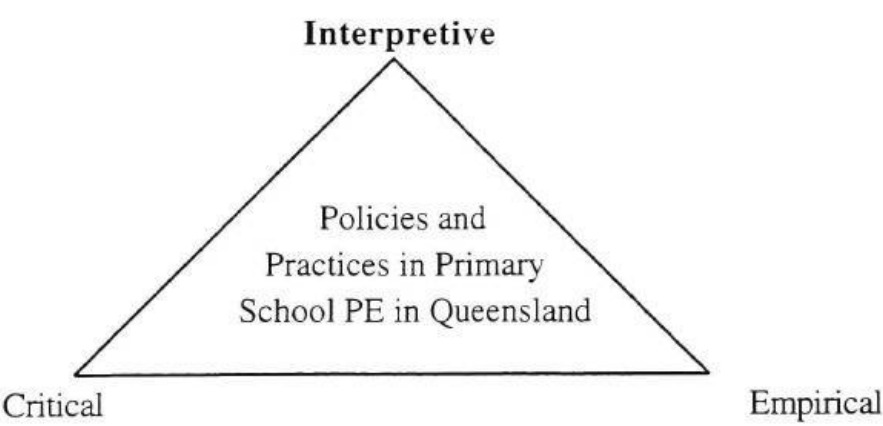 Interpretive
Policies and
Practices in Primary
School PE in Queensland
Critical
Empirical